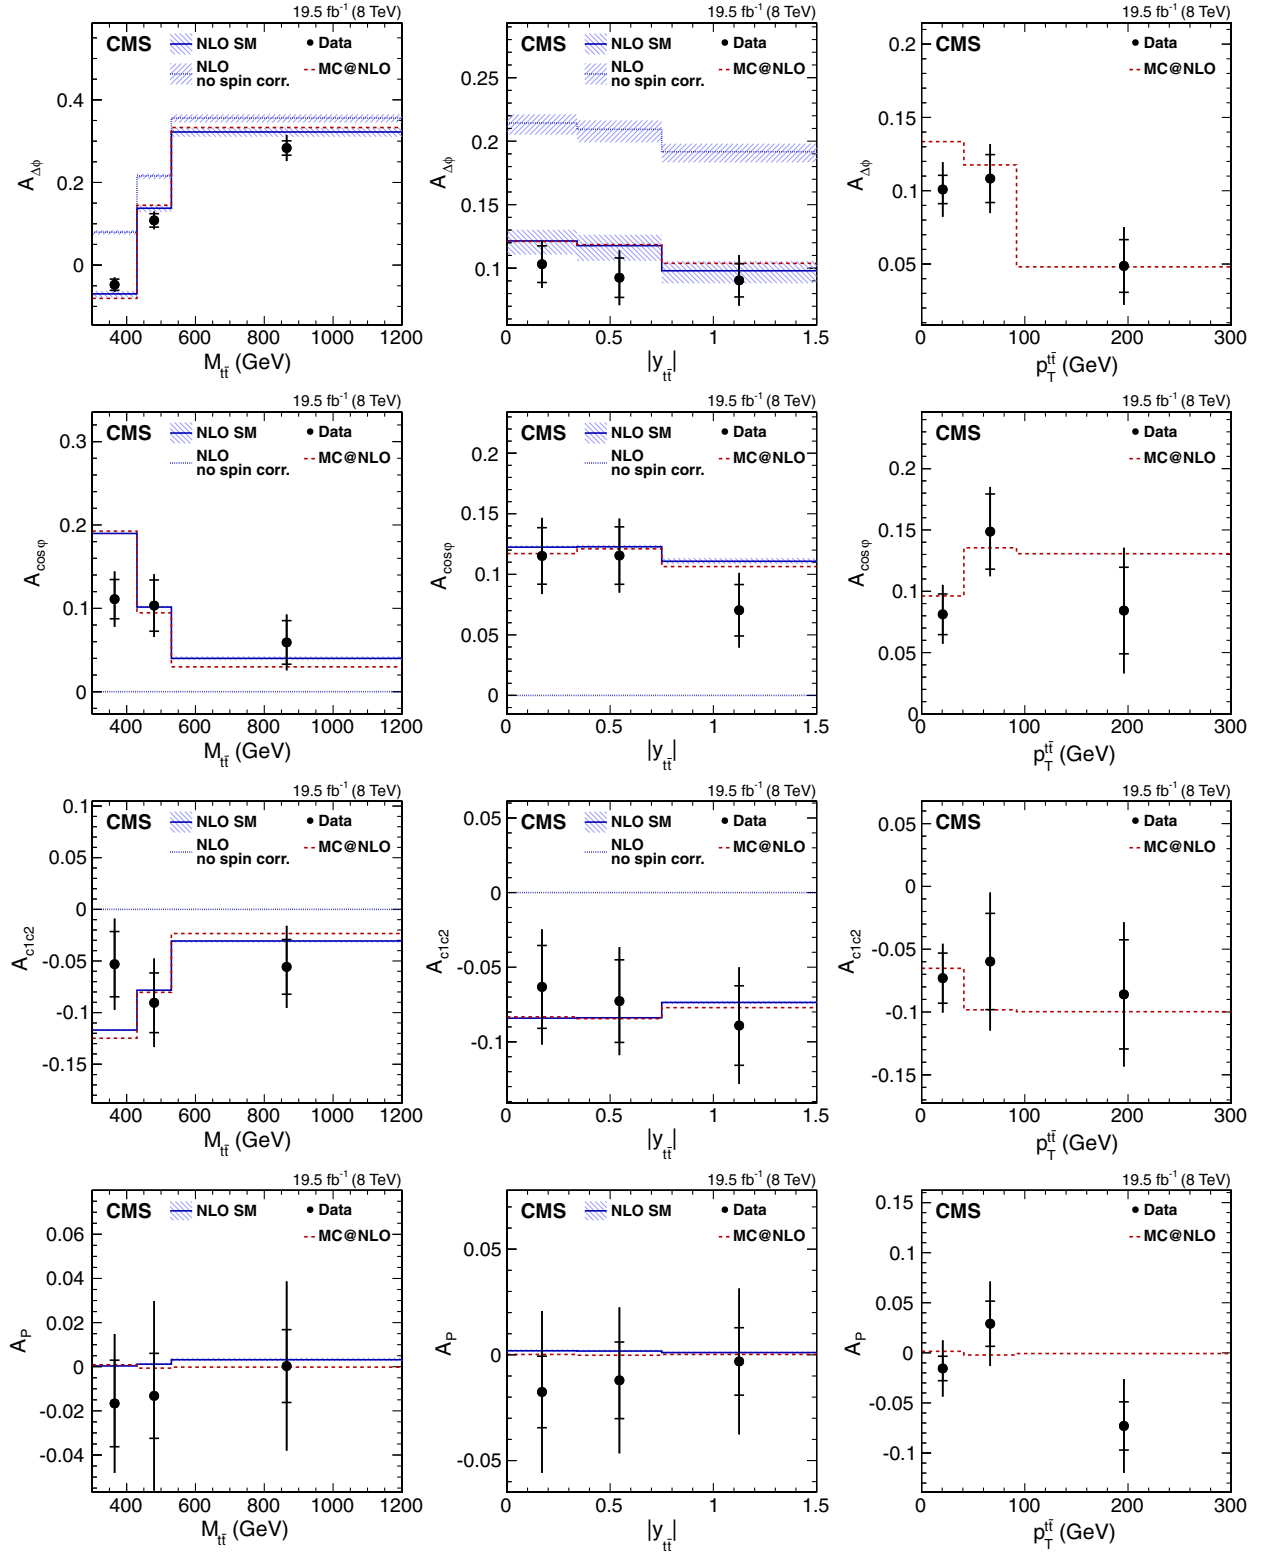 19.5 fb⁻¹ (8 TeV)
CMS NLO SM Data
NLO no spin corr. MC@NLO
A_Δϕ
0.4
0.2
0
400 600 800 1000 1200
M_tt̄ (GeV)
19.5 fb⁻¹ (8 TeV)
CMS NLO SM Data
NLO no spin corr. MC@NLO
A_Δϕ
0.25
0.2
0.15
0.1
0 0.5 1 1.5
|y_tt̄|
19.5 fb⁻¹ (8 TeV)
CMS Data
MC@NLO
A_Δϕ
0.2
0.15
0.1
0.05
0 100 200 300
p_T^tt̄ (GeV)
19.5 fb⁻¹ (8 TeV)
CMS NLO SM Data
NLO no spin corr. MC@NLO
A_cosφ
0.3
0.2
0.1
0
400 600 800 1000 1200
M_tt̄ (GeV)
19.5 fb⁻¹ (8 TeV)
CMS NLO SM Data
NLO no spin corr. MC@NLO
A_cosφ
0.2
0.15
0.1
0.05
0
0 0.5 1 1.5
|y_tt̄|
19.5 fb⁻¹ (8 TeV)
CMS Data
MC@NLO
A_cosφ
0.2
0.15
0.1
0.05
0
0 100 200 300
p_T^tt̄ (GeV)
19.5 fb⁻¹ (8 TeV)
CMS NLO SM Data
NLO no spin corr. MC@NLO
A_c1c2
0.1
0.05
0
-0.05
-0.1
-0.15
400 600 800 1000 1200
M_tt̄ (GeV)
19.5 fb⁻¹ (8 TeV)
CMS NLO SM Data
NLO no spin corr. MC@NLO
A_c1c2
0.05
0
-0.05
-0.1
0 0.5 1 1.5
|y_tt̄|
19.5 fb⁻¹ (8 TeV)
CMS Data
MC@NLO
A_c1c2
0.05
0
-0.05
-0.1
-0.15
0 100 200 300
p_T^tt̄ (GeV)
19.5 fb⁻¹ (8 TeV)
CMS NLO SM Data
MC@NLO
A_P
0.06
0.04
0.02
0
-0.02
-0.04
400 600 800 1000 1200
M_tt̄ (GeV)
19.5 fb⁻¹ (8 TeV)
CMS NLO SM Data
MC@NLO
A_P
0.05
0
-0.05
0 0.5 1 1.5
|y_tt̄|
19.5 fb⁻¹ (8 TeV)
CMS Data
MC@NLO
A_P
0.15
0.1
0.05
0
-0.05
-0.1
0 100 200 300
p_T^tt̄ (GeV)